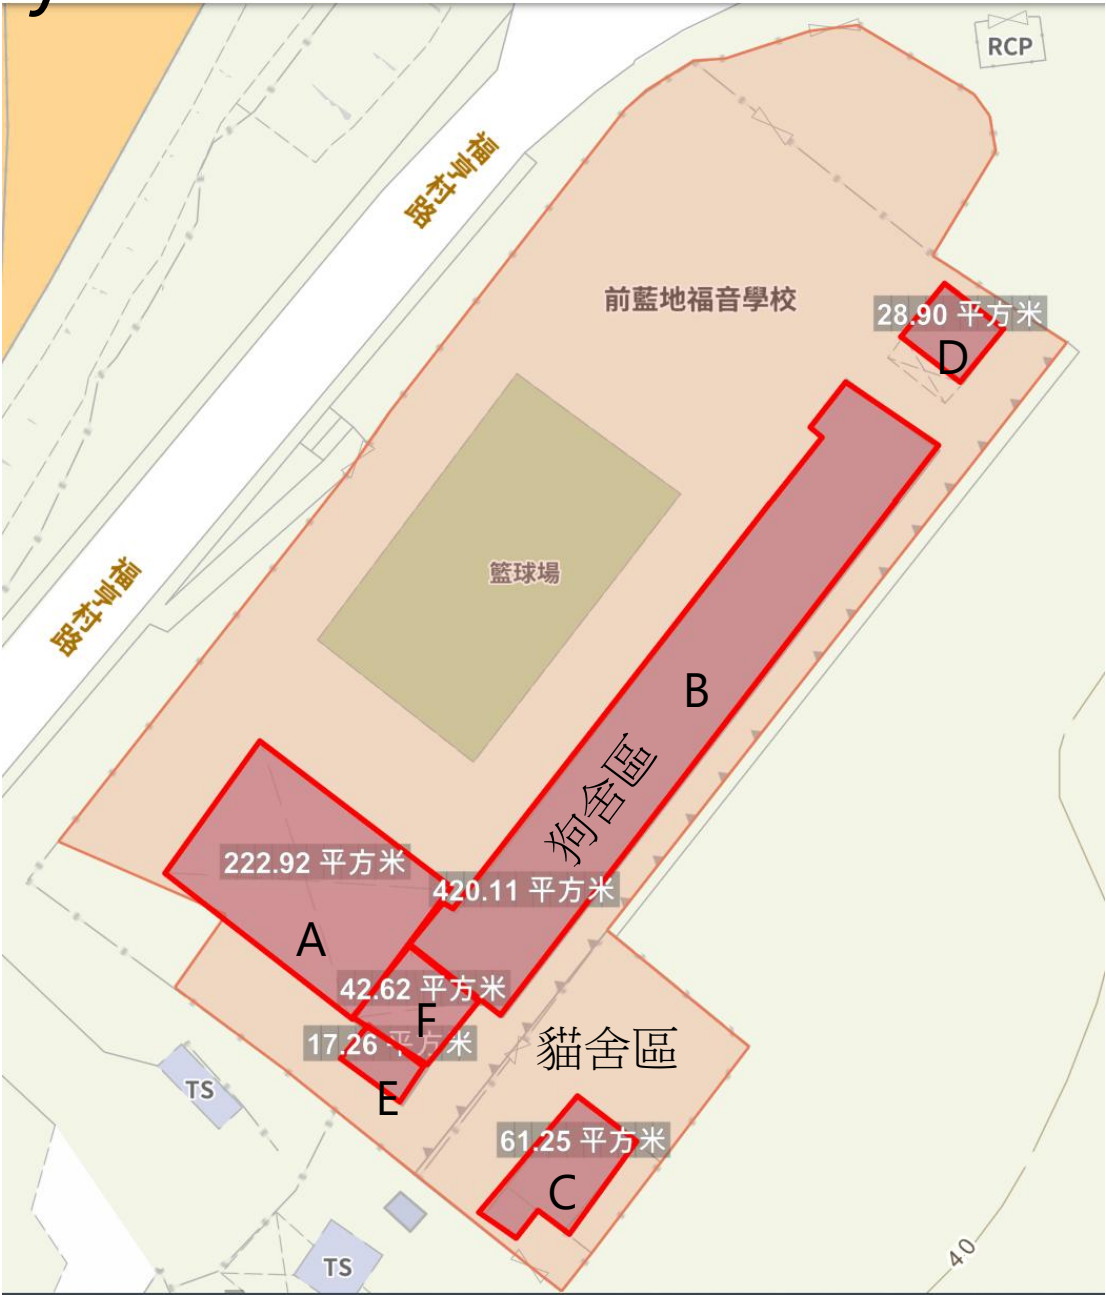 y
RCP
福亨村路
前藍地福音學校
28.90 平方米
D
籃球場
福亨村路
B
狗舍區
222.92 平方米
420.11 平方米
A
42.62 平方米
F
17.26 平方米
貓舍區
TS
E
61.25 平方米
C
40
TS